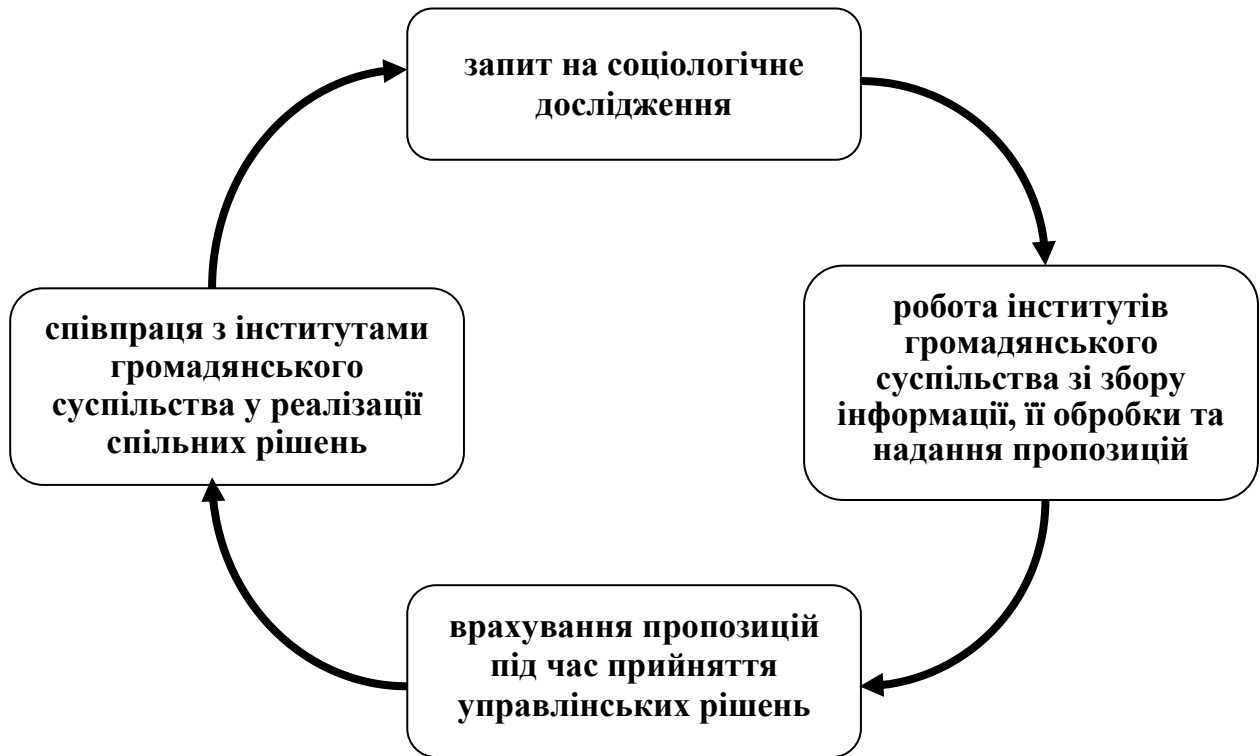 запит на соціологічне
дослідження
робота інститутів
громадянського
суспільства зі збору
інформації, її обробки та
надання пропозицій
врахування пропозицій
під час прийняття
управлінських рішень
співпраця з інститутами
громадянського
суспільства у реалізації
спільних рішень